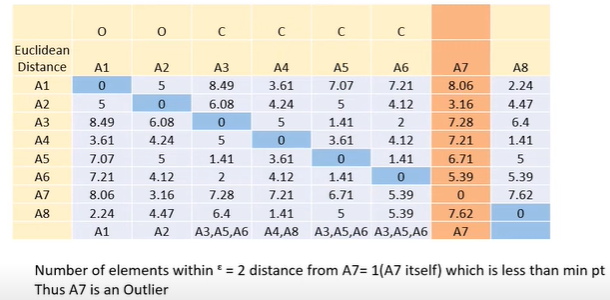 O O C C C C
Euclidean
Distance A1 A2 A3 A4 A5 A6 A7 A8
A1 0 5 8.49 3.61 7.07 7.21 8.06 2.24
A2 5 0 6.08 4.24 5 4.12 3.16 4.47
A3 8.49 6.08 0 5 1.41 2 7.28 6.4
A4 3.61 4.24 5 0 3.61 4.12 7.21 1.41
A5 7.07 5 1.41 3.61 0 1.41 6.71 5
A6 7.21 4.12 2 4.12 1.41 0 5.39 5.39
A7 8.06 3.16 7.28 7.21 6.71 5.39 0 7.62
A8 2.24 4.47 6.4 1.41 5 5.39 7.62 0
A1 A2 A3,A5,A6 A4,A8 A3,A5,A6 A3,A5,A6 A7
Number of elements within ε = 2 distance from A7= 1(A7 itself) which is less than min pt
Thus A7 is an Outlier